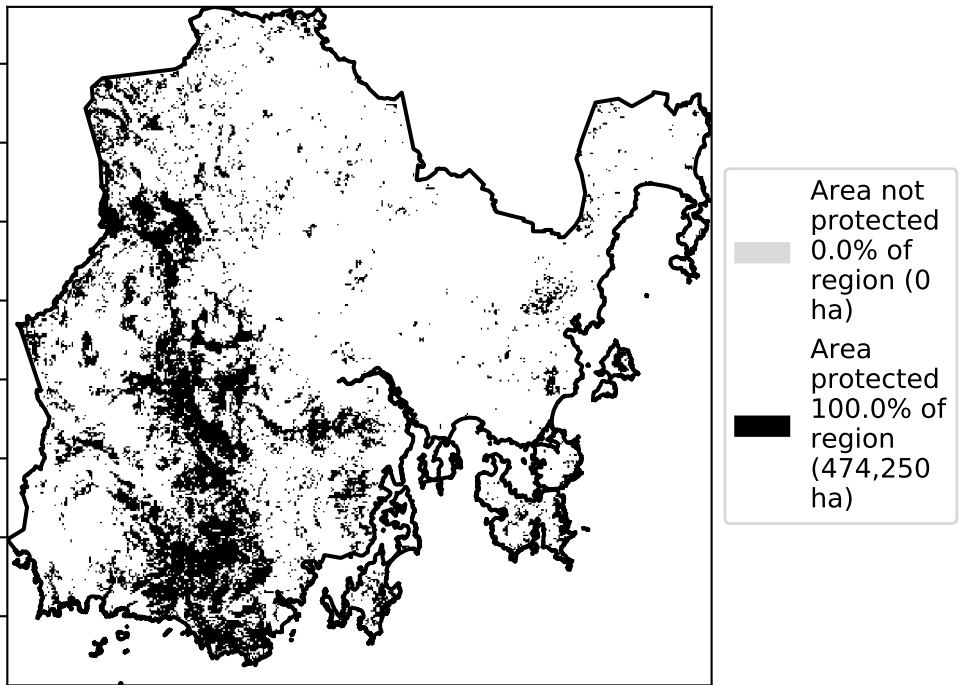 Area not
protected
0.0% of
region (0
ha)
Area
protected
100.0% of
region
(474,250
ha)